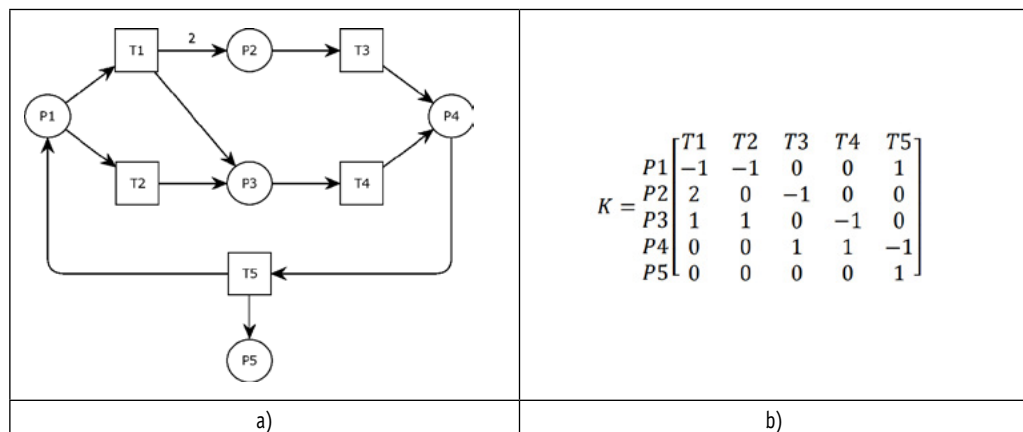 2
T1 P2 T3
P1 P4
T2 P3 T4
T5
P5
a)
T1 T2 T3 T4 T5
P1 −1 −1 0 0 1
K = P2 2 0 −1 0 0
P3 1 1 0 −1 0
P4 0 0 1 1 −1
P5 0 0 0 0 1
b)